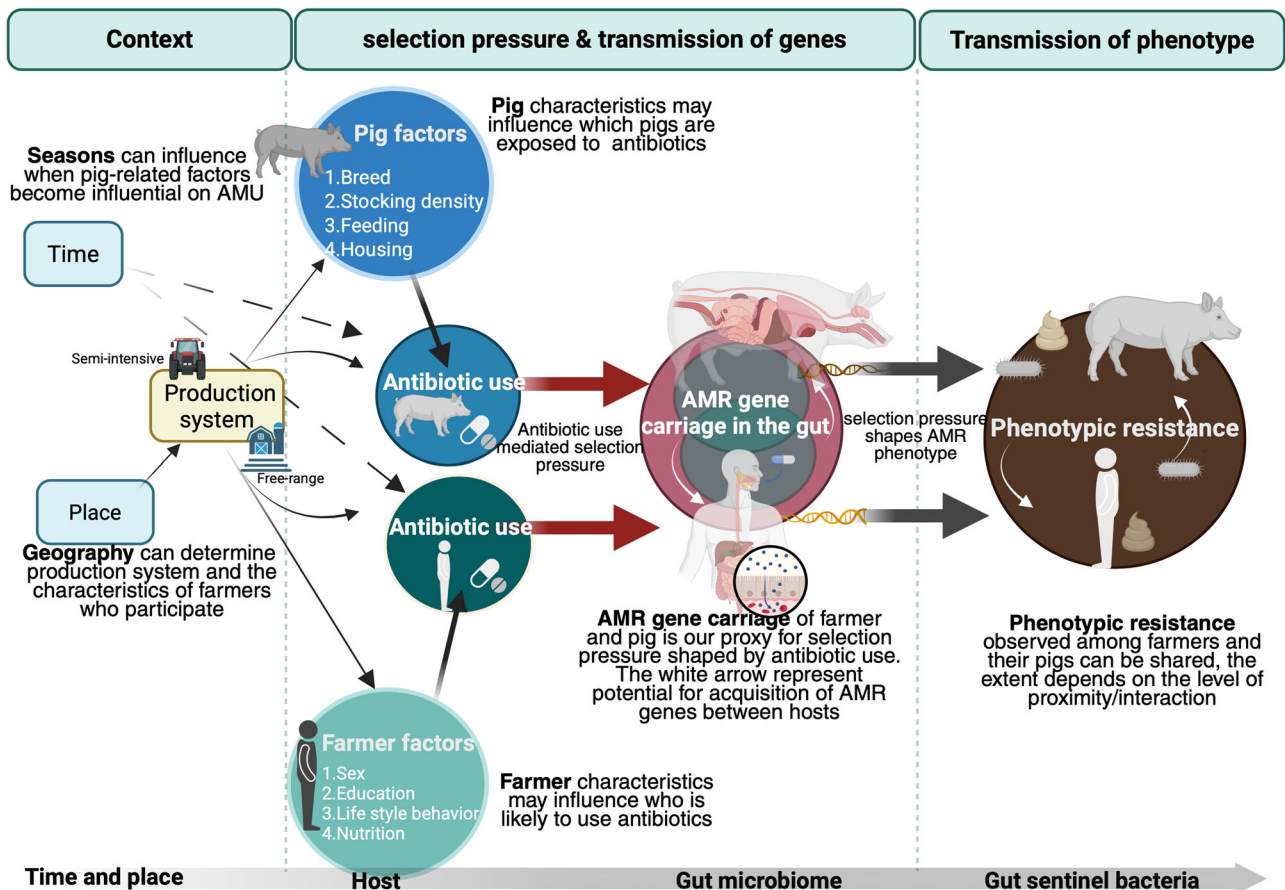 Context
selection pressure & transmission of genes
Transmission of phenotype
Seasons can influence
when pig-related factors
become influential on AMU
Time
Semi-intensive
Production
system
Free-range
Place
Geography can determine
production system and the
characteristics of farmers
who participate
Pig factors
1.Breed
2.Stocking density
3.Feeding
4.Housing
Pig characteristics may
influence which pigs are
exposed to antibiotics
Antibiotic use
Antibiotic use
mediated selection
pressure
Antibiotic use
Farmer factors
1.Sex
2.Education
3.Life style behavior
4.Nutrition
Farmer characteristics
may influence who is
likely to use antibiotics
AMR gene
carriage in the gut
selection pressure
shapes AMR
phenotype
AMR gene carriage of farmer
and pig is our proxy for selection
pressure shaped by antibiotic use.
The white arrow represent
potential for acquisition of AMR
genes between hosts
Phenotypic resistance
Phenotypic resistance
observed among farmers and
their pigs can be shared, the
extent depends on the level of
proximity/interaction
Time and place
Host
Gut microbiome
Gut sentinel bacteria